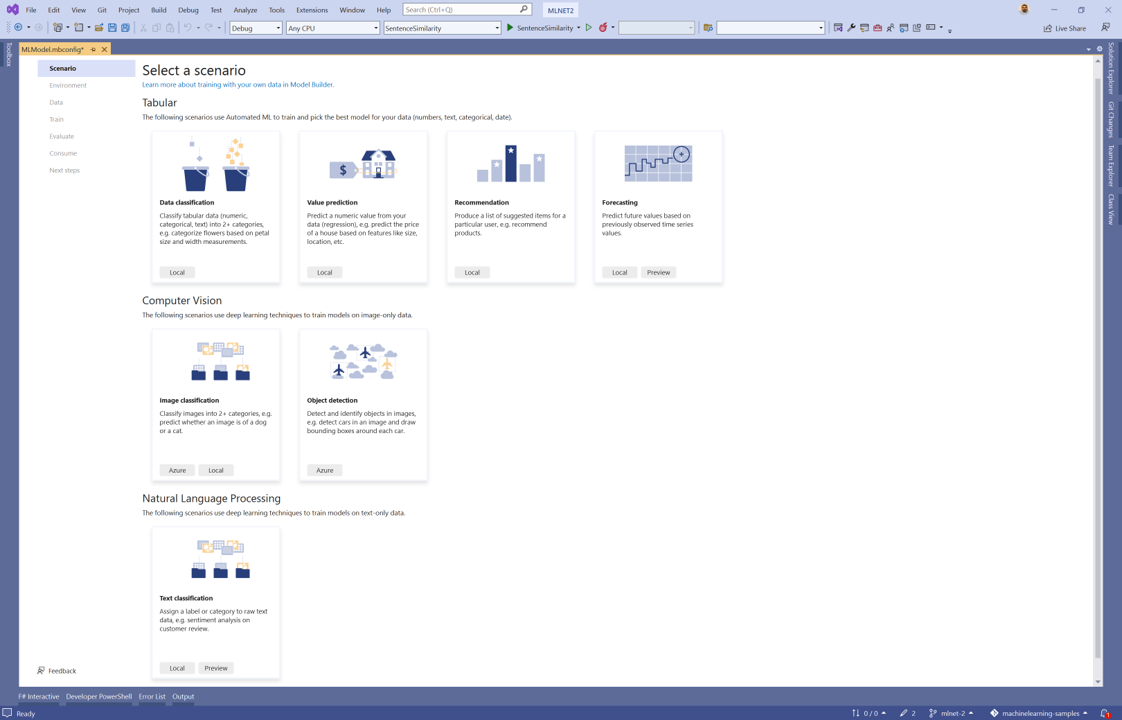 File Edit View Git Project Build Debug Test Analyze Tools Extensions Window Help Search (Ctrl+Q) MLNET2
Debug Any CPU SentenceSimilarity SentenceSimilarity Live Share
Toolbox
MLModel.mbconfig*
Scenario
Environment
Data
Train
Evaluate
Consume
Next steps
Feedback
Select a scenario
Learn more about training with your own data in Model Builder.
Tabular
The following scenarios use Automated ML to train and pick the best model for your data (numbers, text, categorical, date).
Data classification
Classify tabular data (numeric,
categorical, text) into 2+ categories,
e.g. categorize flowers based on petal
size and width measurements.
Local
$
Value prediction
Predict a numeric value from your
data (regression), e.g. predict the price
of a house based on features like size,
location, etc.
Local
Recommendation
Produce a list of suggested items for a
particular user, e.g. recommend
products.
Local
Forecasting
Predict future values based on
previously observed time series
values.
Local Preview
Computer Vision
The following scenarios use deep learning techniques to train models on image-only data.
Image classification
Classify images into 2+ categories, e.g.
predict whether an image is of a dog
or a cat.
Azure Local
Object detection
Detect and identify objects in images,
e.g. detect cars in an image and draw
bounding boxes around each car.
Azure
Natural Language Processing
The following scenarios use deep learning techniques to train models on text-only data.
Text classification
Assign a label or category to raw text
data, e.g. sentiment analysis on
customer review.
Local Preview
Solution Explorer
Git Changes
Team Explorer
Class View
F# Interactive Developer PowerShell Error List Output
Ready 0 / 0 2 mlnet-2 machinelearning-samples 1